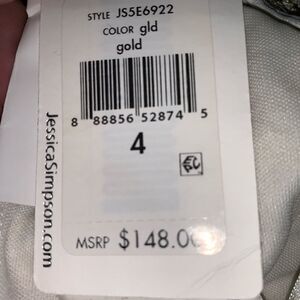 STYLE JS5E6922
COLOR gld
gold
8 88856 52874 5
4
MSRP $148.00
JessicaSimpson.com